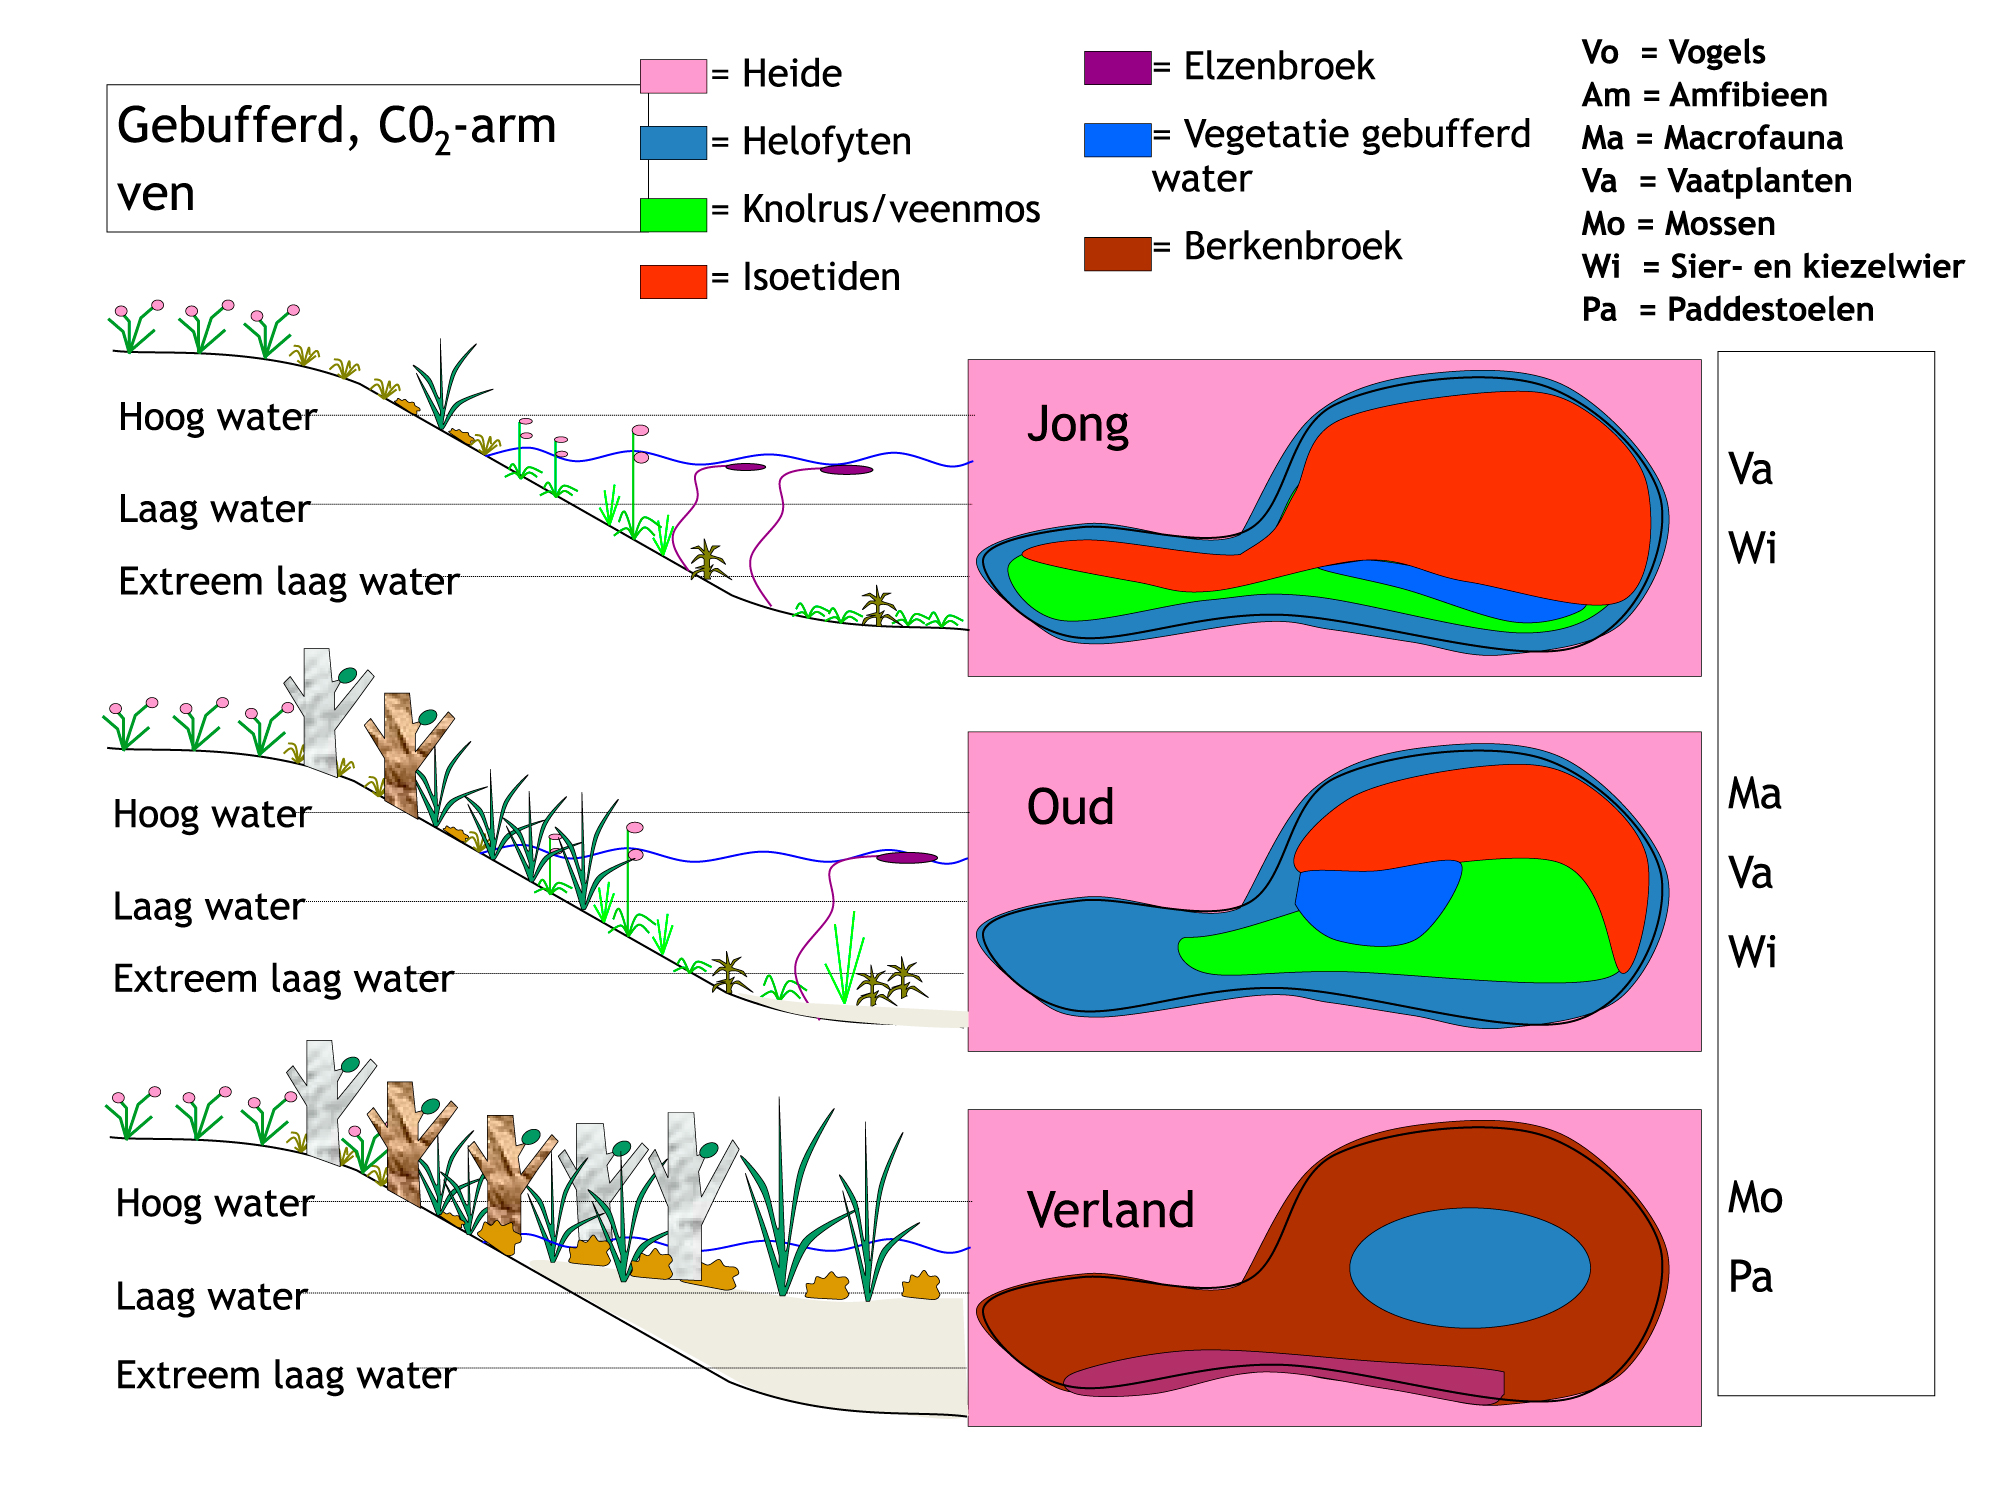 Gebufferd, C0₂-arm
ven
= Heide
= Helofyten
= Knolrus/veenmos
= Isoetiden
= Elzenbroek
= Vegetatie gebufferd
water
= Berkenbroek
Vo = Vogels
Am = Amfibieen
Ma = Macrofauna
Va = Vaatplanten
Mo = Mossen
Wi = Sier- en kiezelwier
Pa = Paddestoelen
Hoog water
Laag water
Extreem laag water
Jong
Va
Wi
Hoog water
Laag water
Extreem laag water
Oud
Ma
Va
Wi
Hoog water
Laag water
Extreem laag water
Verland
Mo
Pa